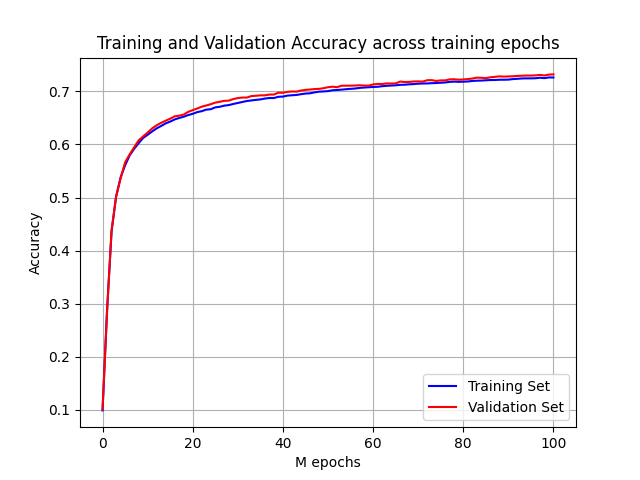 Training and Validation Accuracy across training epochs
Accuracy
0.7
0.6
0.5
0.4
0.3
0.2
0.1
Training Set
Validation Set
0 20 40 60 80 100
M epochs